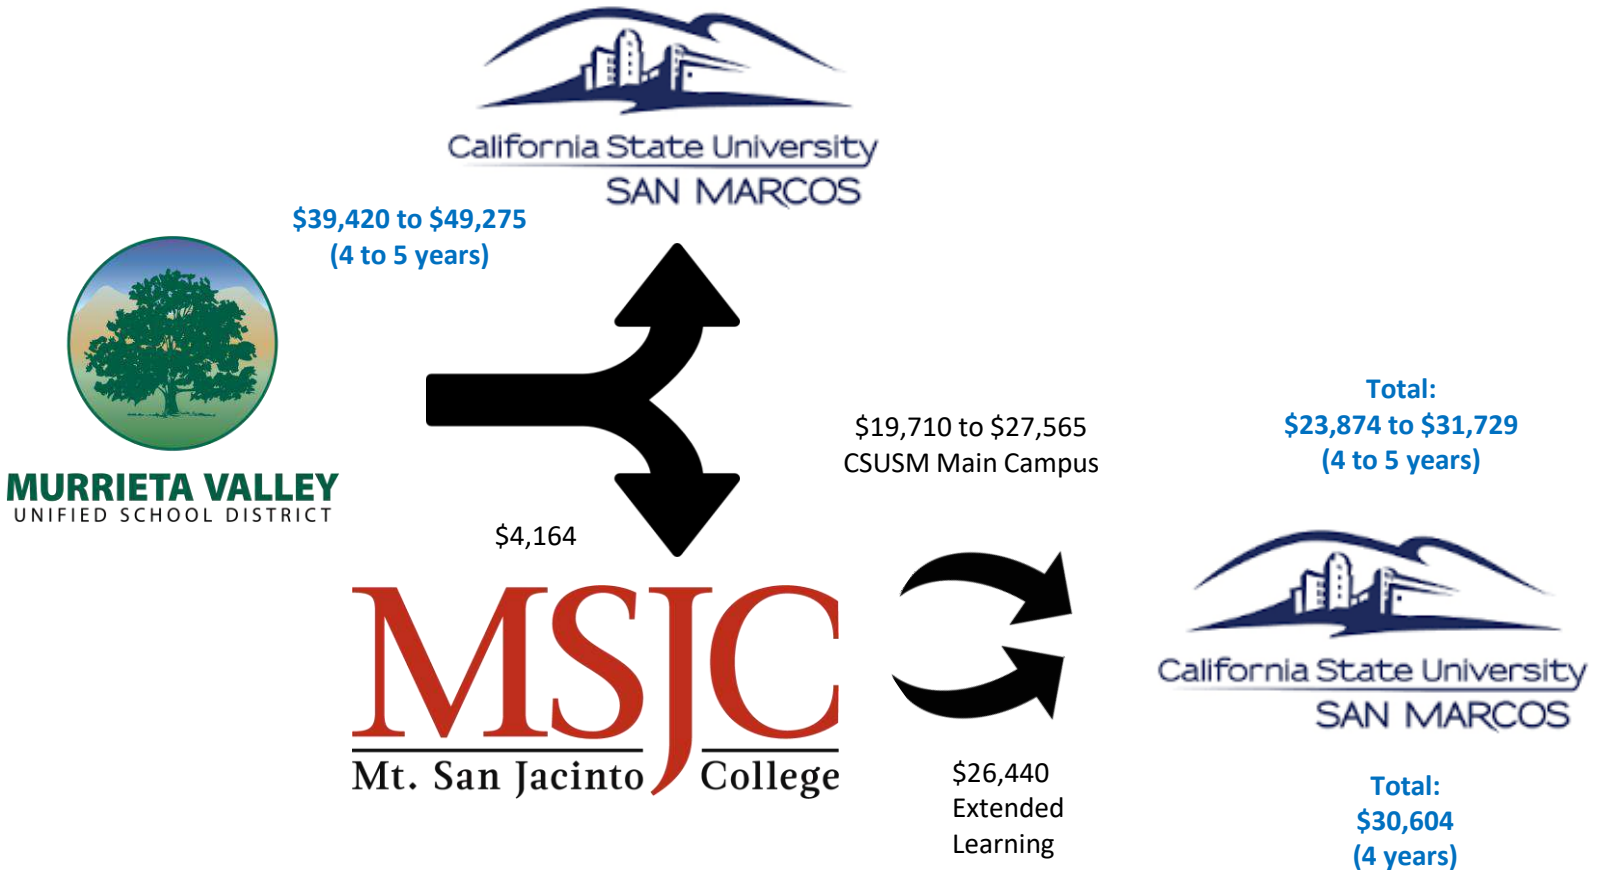 California State University
SAN MARCOS
$39,420 to $49,275
(4 to 5 years)
MURRIETA VALLEY
UNIFIED SCHOOL DISTRICT
$19,710 to $27,565
CSUSM Main Campus
Total:
$23,874 to $31,729
(4 to 5 years)
$4,164
MSJC
Mt. San Jacinto College
California State University
SAN MARCOS
$26,440
Extended
Learning
Total:
$30,604
(4 years)